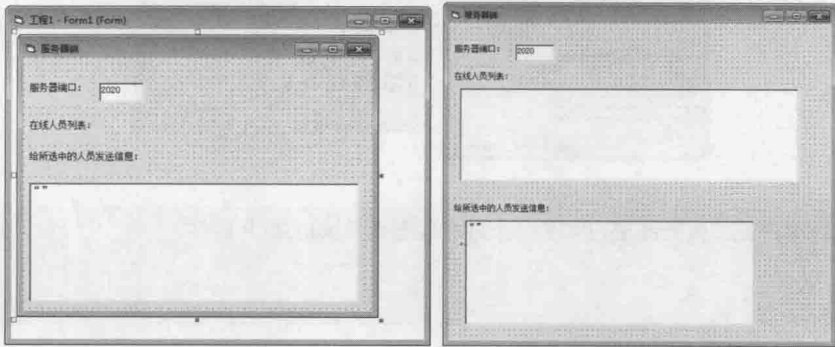 工程1 - Form1 (Form)
服务器端
服务器端口：
2020
在线人员列表：
给所选中的人员发送信息：
“ ”
服务器端
服务器端口：
2020
在线人员列表：
给所选中的人员发送信息：
“ ”